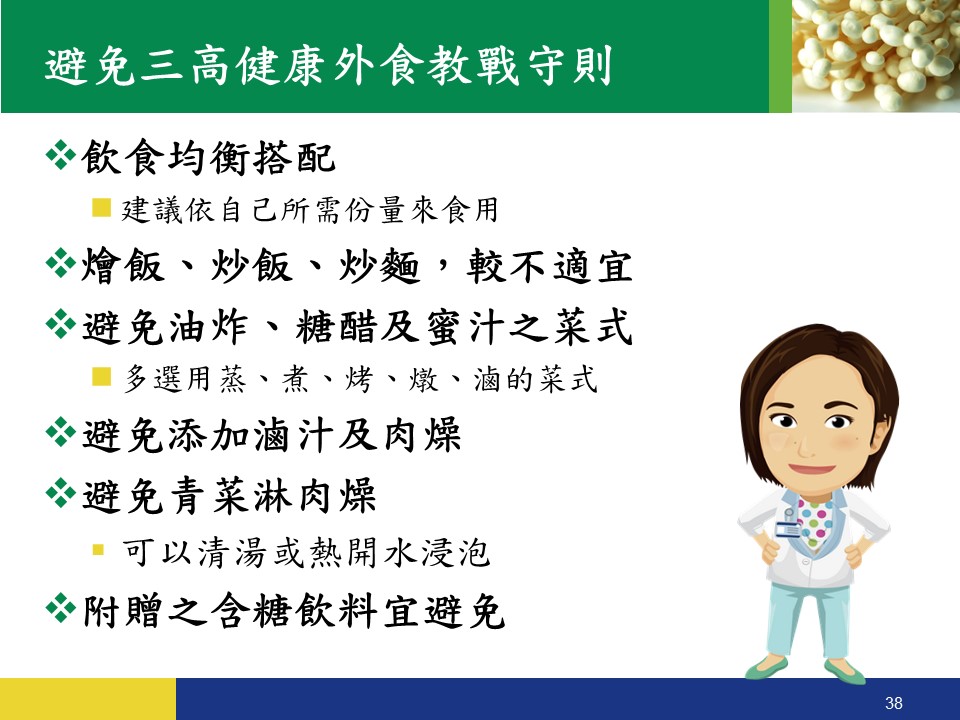 避免三高健康外食教戰守則
飲食均衡搭配
建議依自己所需份量來食用
燴飯、炒飯、炒麵，較不適宜
避免油炸、糖醋及蜜汁之菜式
多選用蒸、煮、烤、燉、滷的菜式
避免添加滷汁及肉燥
避免青菜淋肉燥
可以清湯或熱開水浸泡
附贈之含糖飲料宜避免
38